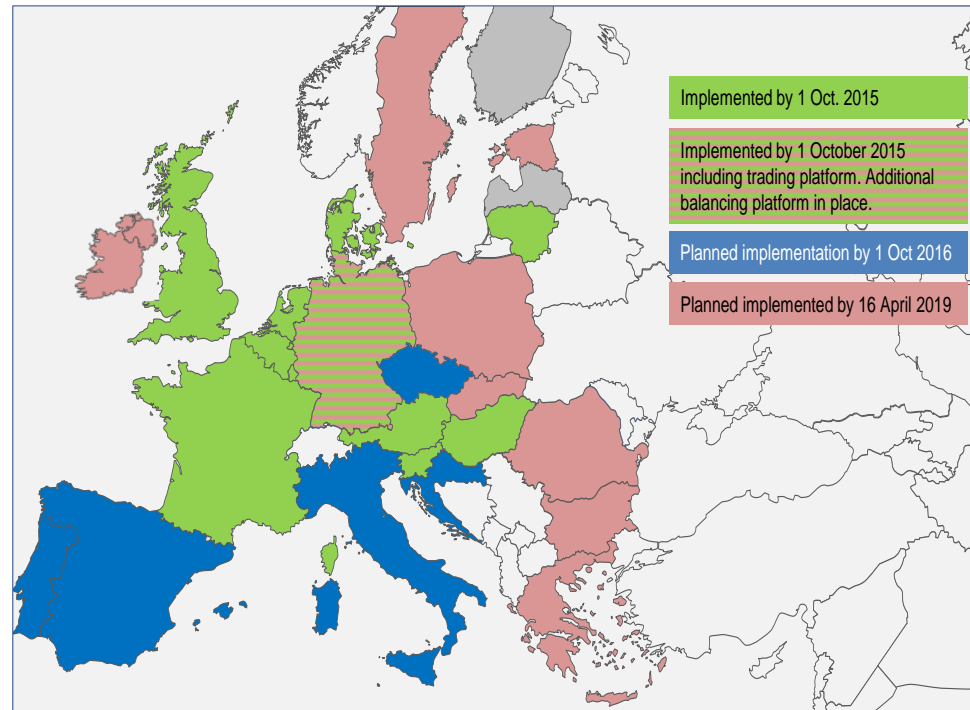 Implemented by 1 Oct. 2015
Implemented by 1 October 2015
including trading platform. Additional
balancing platform in place.
Planned implementation by 1 Oct 2016
Planned implemented by 16 April 2019